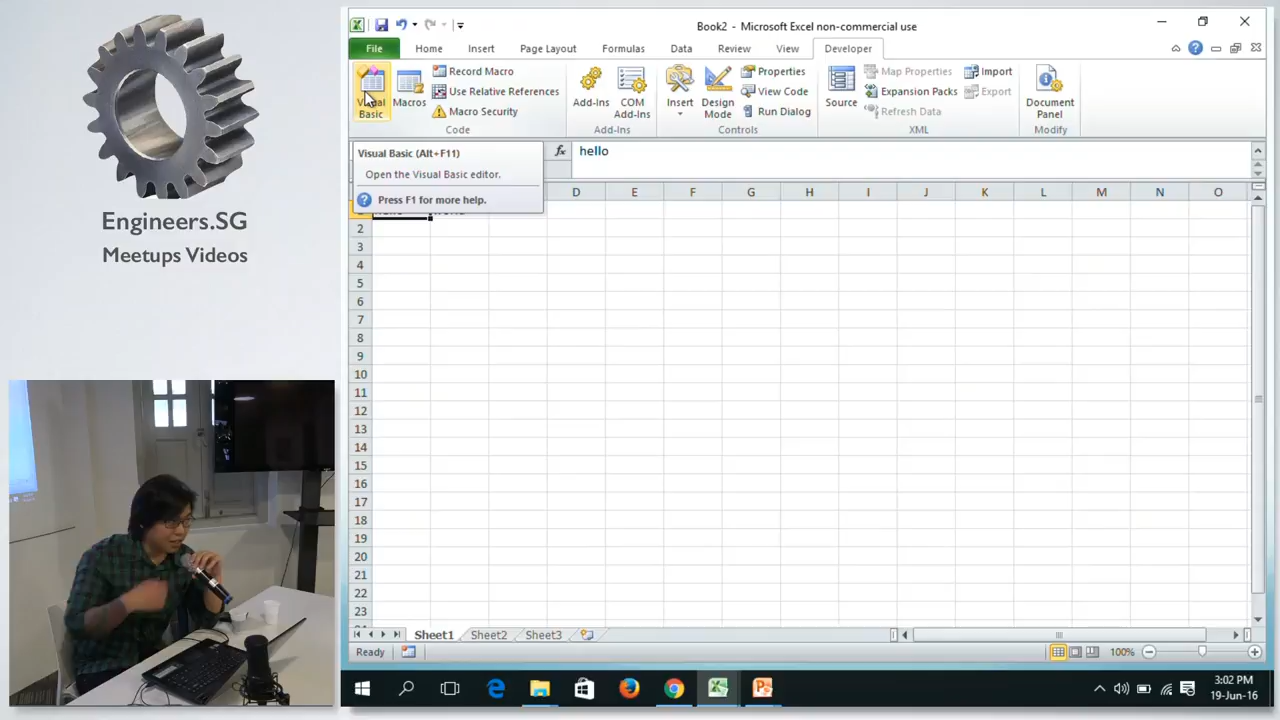 Engineers.SG
Meetups Videos
Book2 - Microsoft Excel non-commercial use
File Home Insert Page Layout Formulas Data Review View Developer
Visual Basic
Macros
Record Macro
Use Relative References
Macro Security
Code
Add-Ins
COM Add-Ins
Add-Ins
Insert
Design Mode
Properties
View Code
Run Dialog
Controls
Source
Map Properties
Expansion Packs
Refresh Data
Import
Export
XML
Document Panel
Modify
Visual Basic (Alt+F11)
Open the Visual Basic editor.
Press F1 for more help.
fx hello
D E F G H I J K L M N O
2
3
4
5
6
7
8
9
10
11
12
13
14
15
16
17
18
19
20
21
22
23
Sheet1 Sheet2 Sheet3
Ready 100%
3:02 PM
19-Jun-16